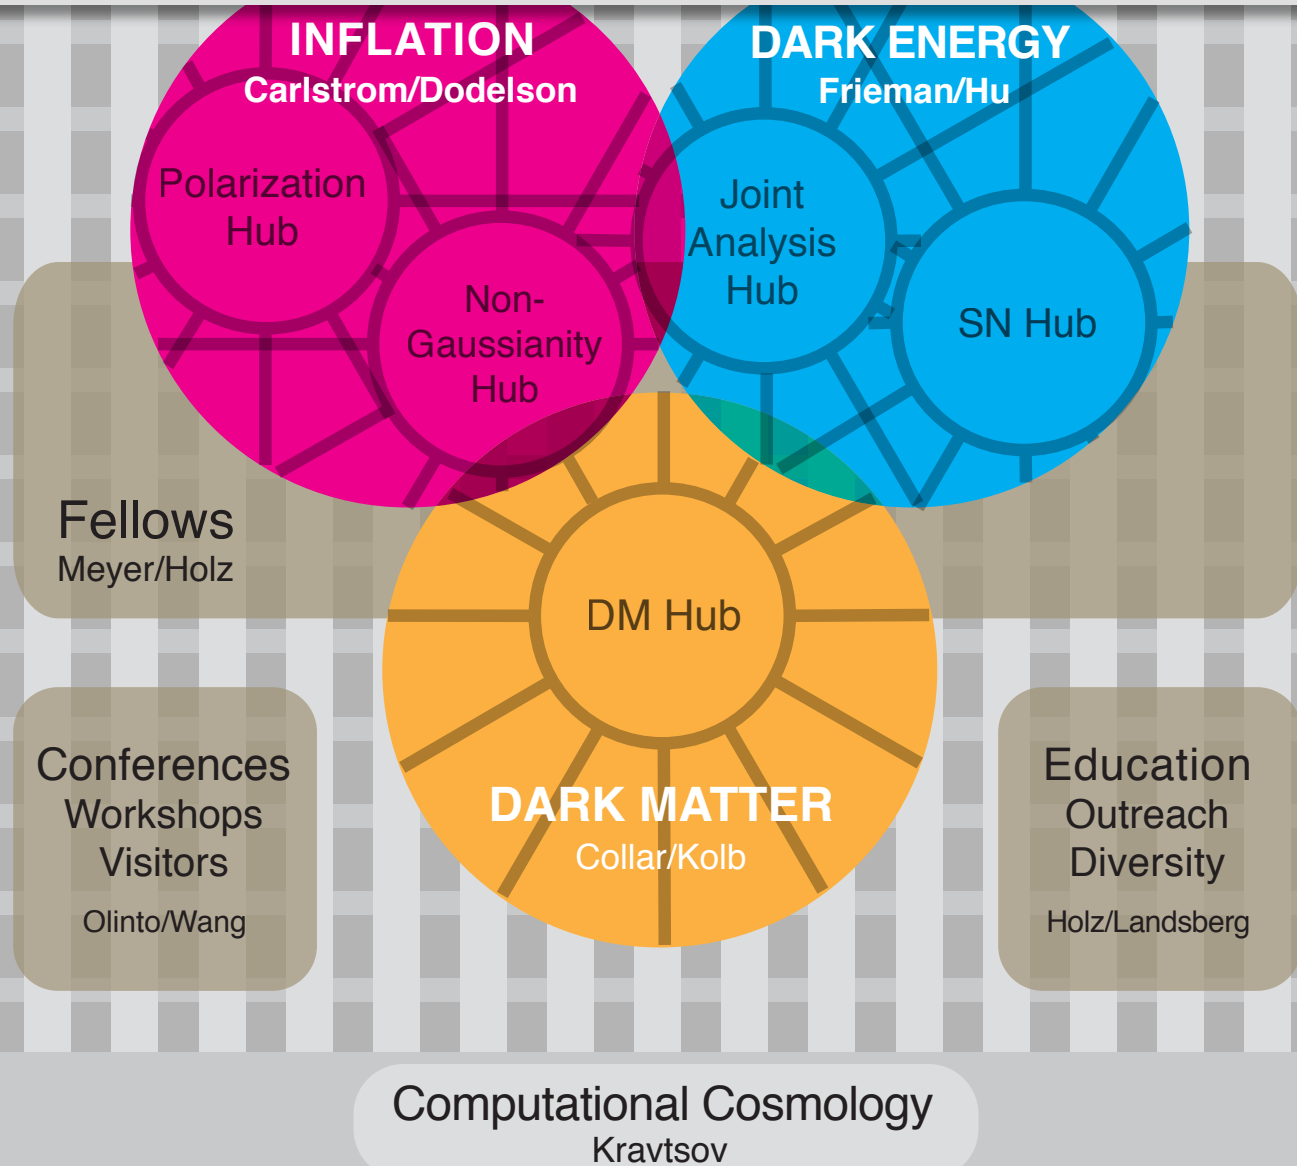 INFLATION
Carlstrom/Dodelson
DARK ENERGY
Frieman/Hu
Polarization
Hub
Joint
Analysis
Hub
Non-
Gaussianity
Hub
SN Hub
Fellows
Meyer/Holz
DM Hub
DARK MATTER
Collar/Kolb
Conferences
Workshops
Visitors
Olinto/Wang
Education
Outreach
Diversity
Holz/Landsberg
Computational Cosmology
Kravtsov